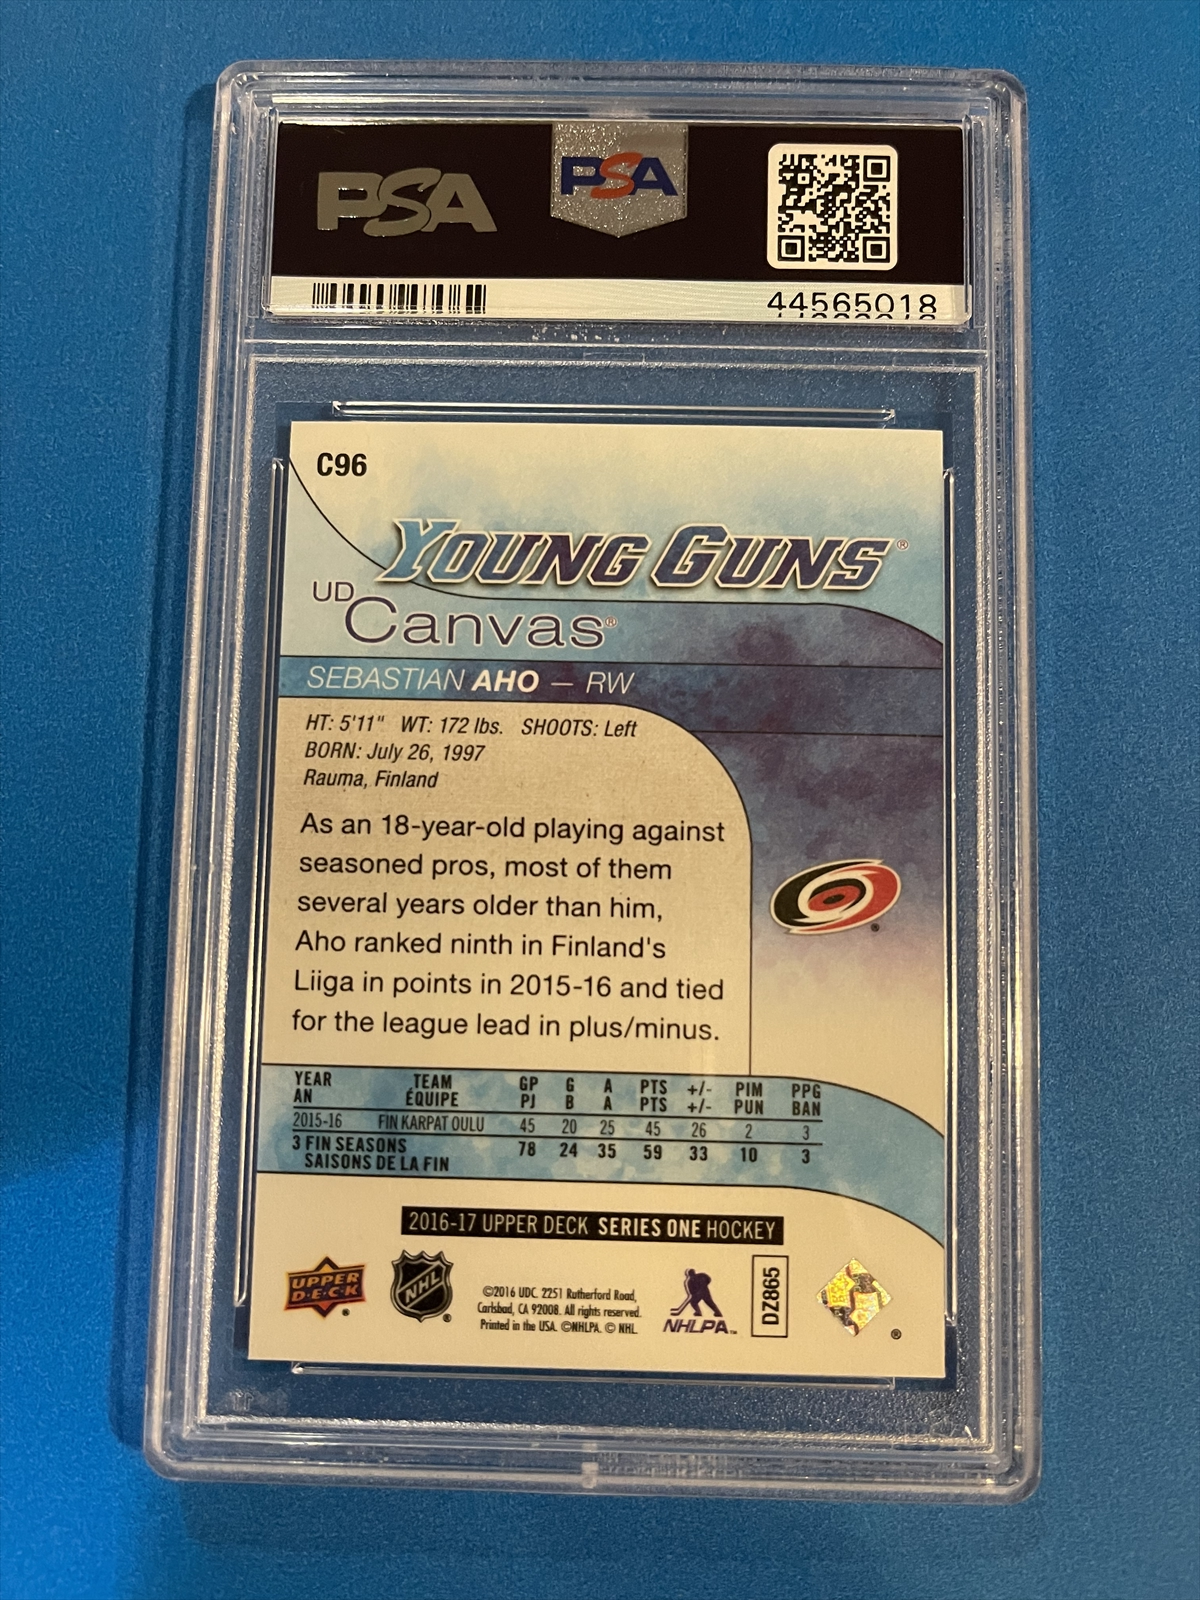 PSA PSA
44565018
C96
YOUNG GUNS®
UD Canvas®
SEBASTIAN AHO – RW
HT: 5'11" WT: 172 lbs. SHOOTS: Left
BORN: July 26, 1997
Rauma, Finland
As an 18-year-old playing against
seasoned pros, most of them
several years older than him,
Aho ranked ninth in Finland's
Liiga in points in 2015-16 and tied
for the league lead in plus/minus.
YEAR TEAM GP G A PTS +/- PIM PPG
AN ÉQUIPE PJ B A PTS +/- PUN BAN
2015-16 FIN KARPAT OULU 45 20 25 45 26 2 3
3 FIN SEASONS 78 24 35 59 33 10 3
SAISONS DE LA FIN
2016-17 UPPER DECK SERIES ONE HOCKEY
UPPER
D·E·C·K ®
NHL ®
©2016 UDC. 2251 Rutherford Road,
Carlsbad, CA 92008. All rights reserved.
Printed in the USA. ©NHLPA. © NHL
NHLPA™
DZ865
®